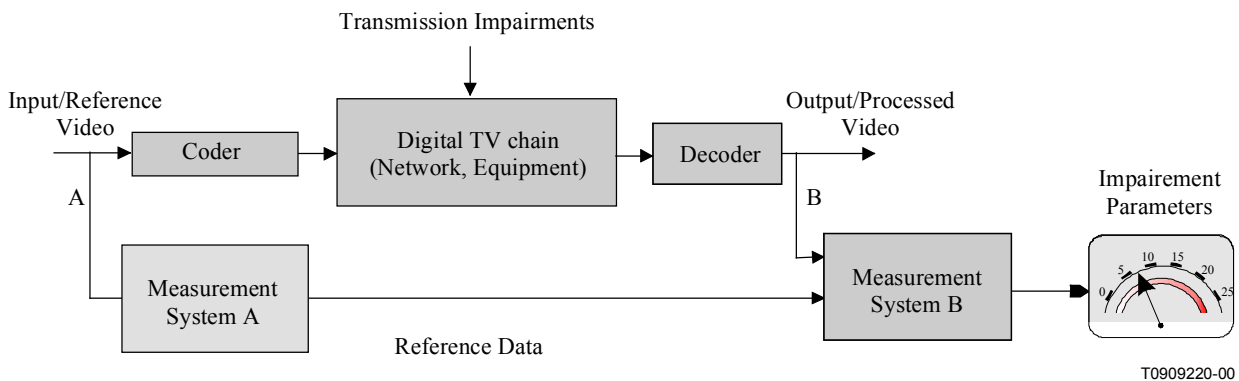 Transmission Impairments
Input/Reference
Video
Coder
Digital TV chain
(Network, Equipment)
Decoder
Output/Processed
Video
A
B
Impairement
Parameters
Measurement
System A
Reference Data
Measurement
System B
0
5
10
15
20
25
T0909220-00